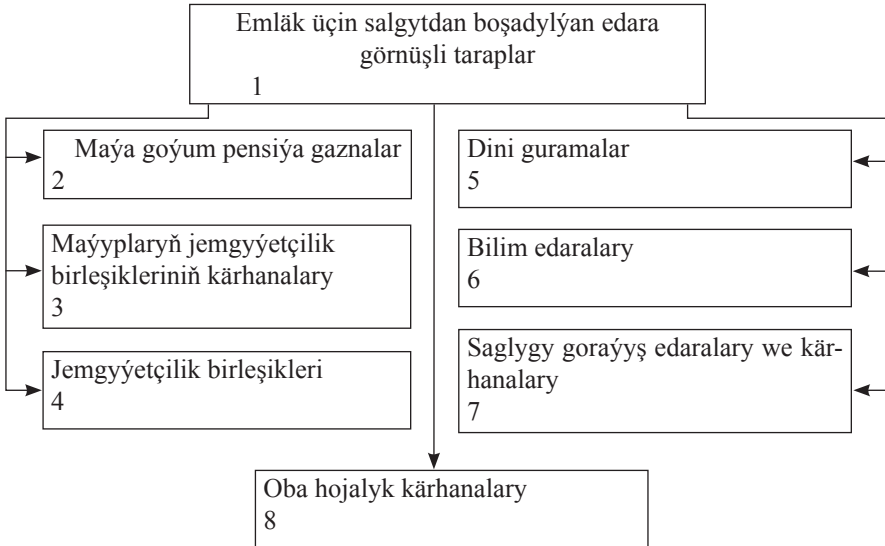 Emläk üçin salgytdan boşadylýan edara
görnüşli taraplar
1
Maýa goýum pensiýa gaznalar
2
Maýyplaryň jemgyýetçilik
birleşikleriniň kärhanalary
3
Jemgyýetçilik birleşikleri
4
Dini guramalar
5
Bilim edaralary
6
Saglygy goraýyş edaralary we kär-
hanalary
7
Oba hojalyk kärhanalary
8